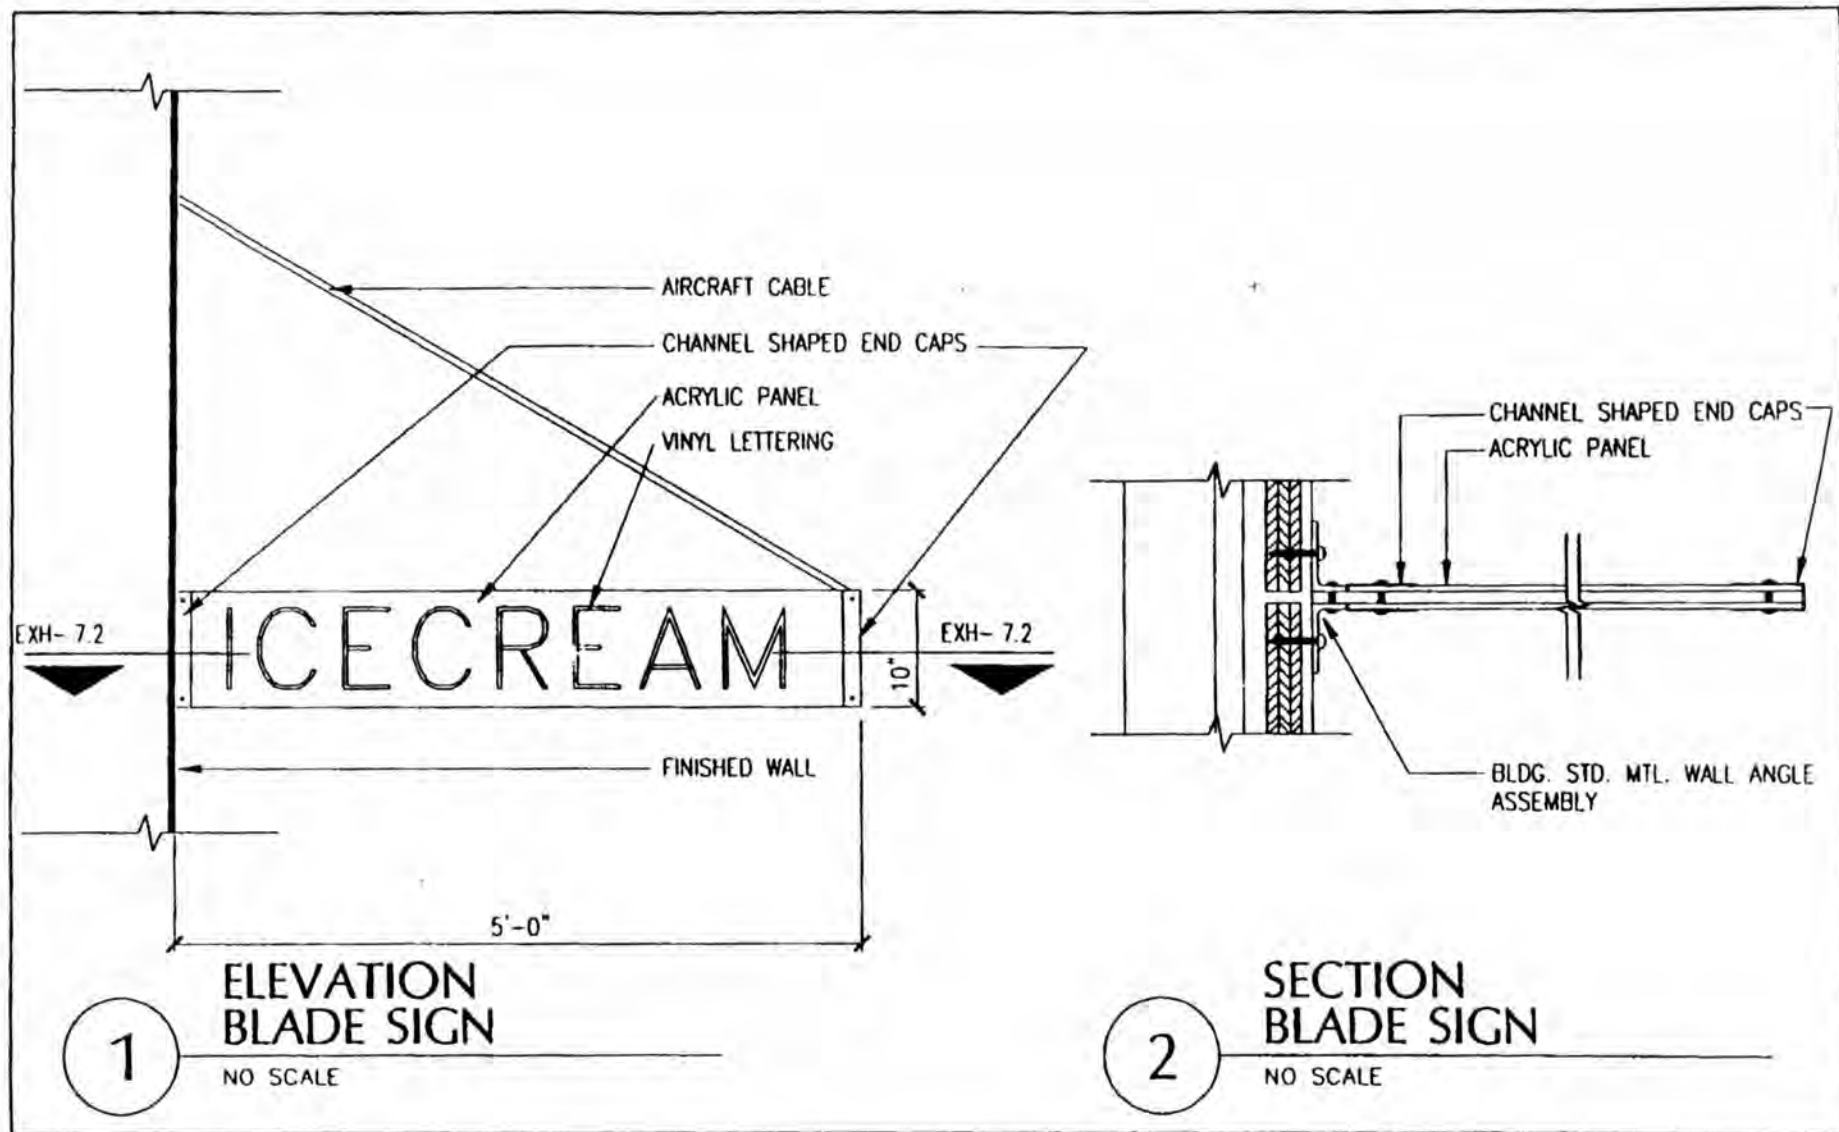 AIRCRAFT CABLE
CHANNEL SHAPED END CAPS
ACRYLIC PANEL
VINYL LETTERING
ICECREAM
EXH- 7.2
EXH- 7.2
10"
FINISHED WALL
5'-0"
1
ELEVATION
BLADE SIGN
NO SCALE
CHANNEL SHAPED END CAPS
ACRYLIC PANEL
BLDG. STD. MTL. WALL ANGLE
ASSEMBLY
2
SECTION
BLADE SIGN
NO SCALE